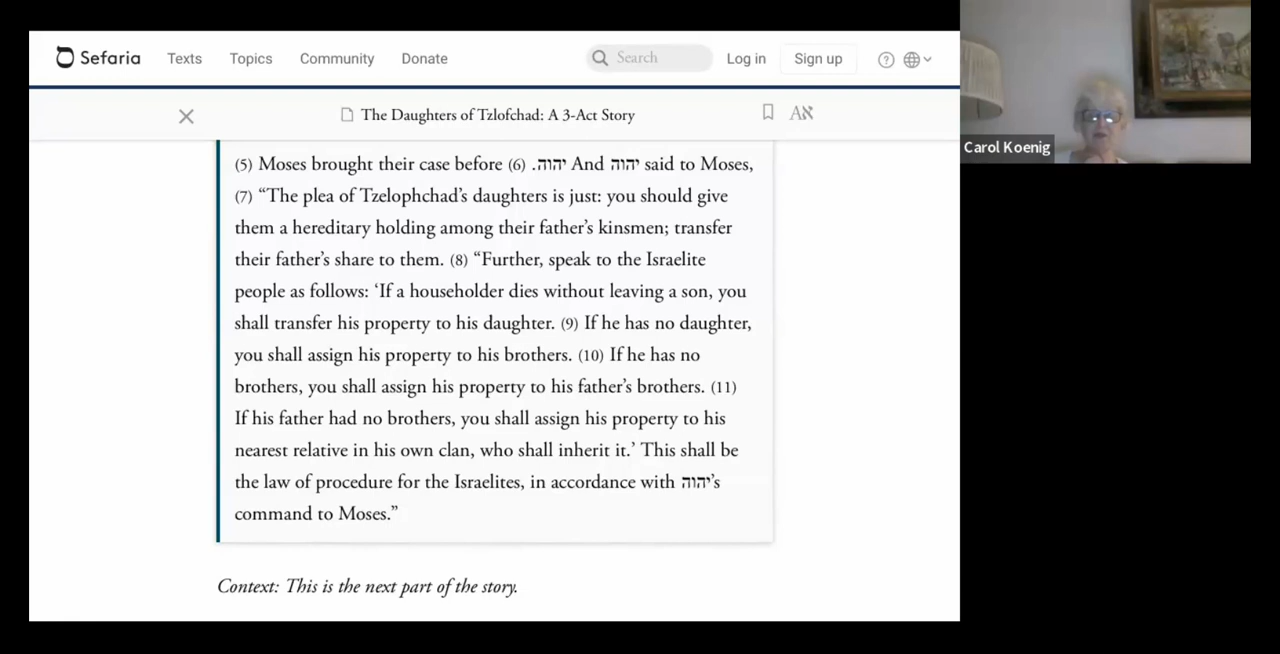 Sefaria Texts Topics Community Donate Search Log in Sign up
The Daughters of Tzlofchad: A 3-Act Story Aא
(5) Moses brought their case before יהוה. (6) And יהוה said to Moses,
(7) “The plea of Tzelophchad’s daughters is just: you should give
them a hereditary holding among their father’s kinsmen; transfer
their father’s share to them. (8) “Further, speak to the Israelite
people as follows: ‘If a householder dies without leaving a son, you
shall transfer his property to his daughter. (9) If he has no daughter,
you shall assign his property to his brothers. (10) If he has no
brothers, you shall assign his property to his father’s brothers. (11)
If his father had no brothers, you shall assign his property to his
nearest relative in his own clan, who shall inherit it.’ This shall be
the law of procedure for the Israelites, in accordance with יהוה’s
command to Moses.”
Context: This is the next part of the story.
Carol Koenig